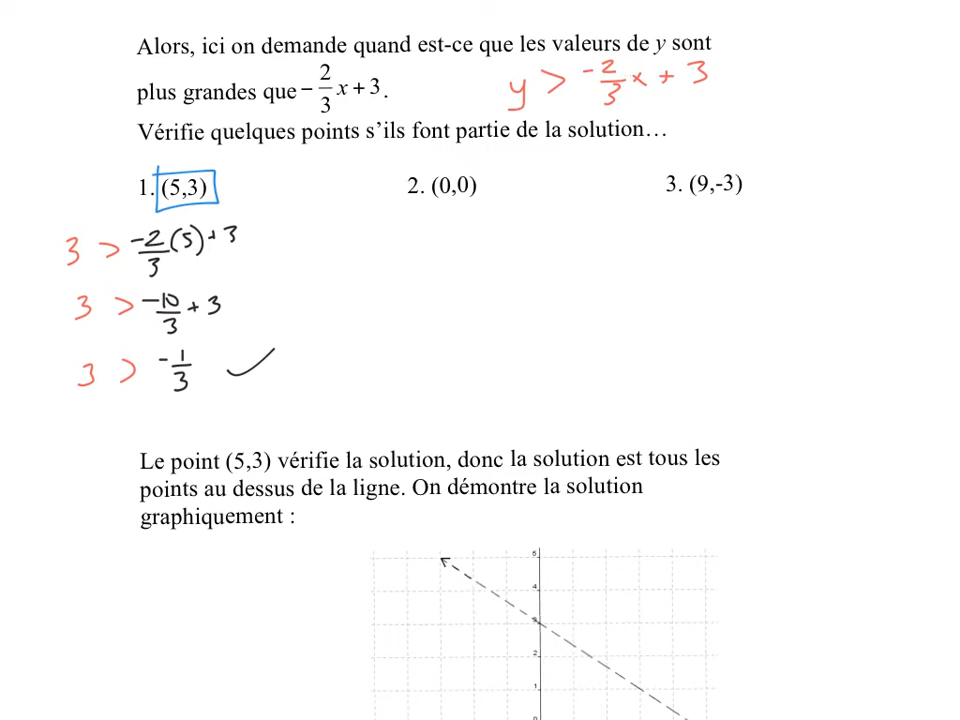 Alors, ici on demande quand est-ce que les valeurs de y sont
plus grandes que -2/3 x + 3.
y > -2/3 x + 3
Vérifie quelques points s'ils font partie de la solution…
1. (5,3) 2. (0,0) 3. (9,-3)
3 > -2/3 (5) + 3
3 > -10/3 + 3
3 > -1/3 ✓
Le point (5,3) vérifie la solution, donc la solution est tous les
points au dessus de la ligne. On démontre la solution
graphiquement :
5
4
3
2
1